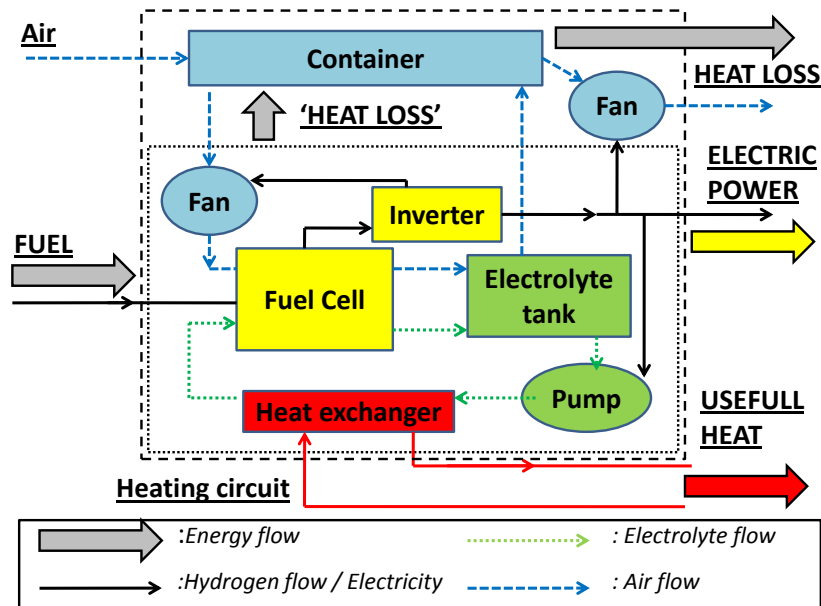 Air
Container
HEAT LOSS
Fan
'HEAT LOSS'
ELECTRIC
POWER
Fan
Inverter
FUEL
Fuel Cell
Electrolyte
tank
Pump
Heat exchanger
USEFULL
HEAT
Heating circuit
:Energy flow
: Electrolyte flow
:Hydrogen flow / Electricity
: Air flow